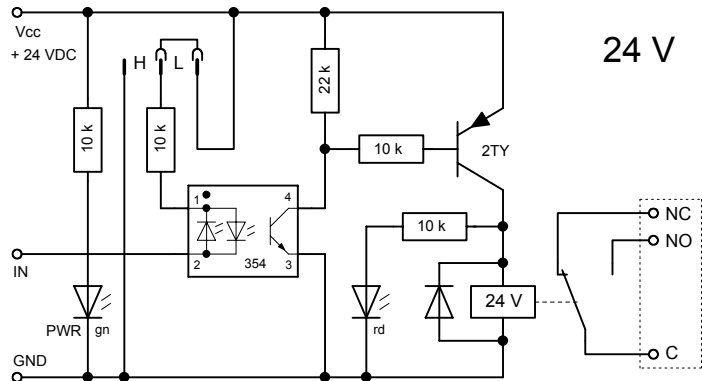 Vcc
+ 24 VDC
24 V
H L
22 k
10 k
10 k
10 k
2TY
1
4
10 k
NC
NO
2
354
3
IN
24 V
PWR gn
rd
GND
C